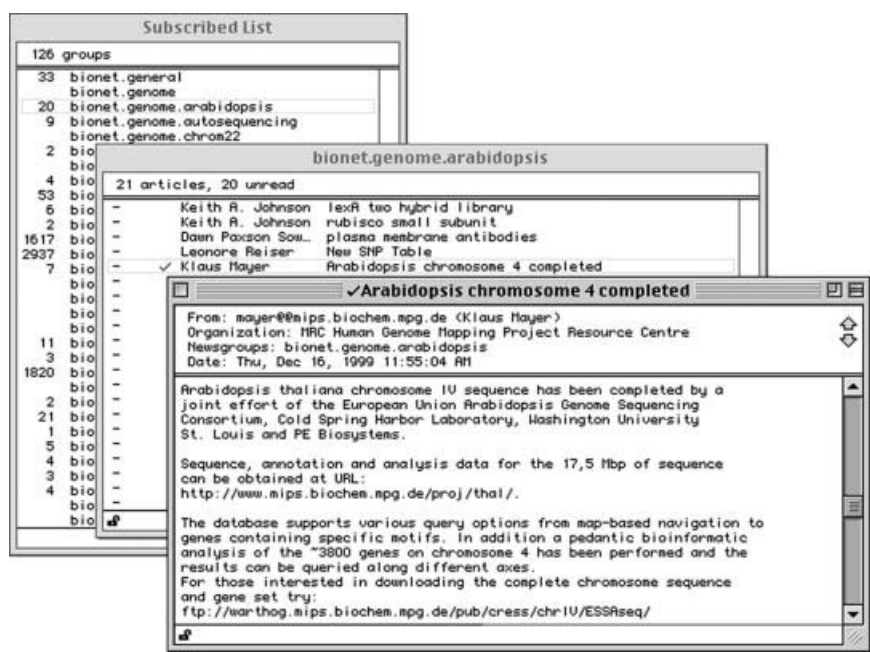 Subscribed List
126 groups
33 bionet.general
bionet.genome
20 bionet.genome.arabidopsis
9 bionet.genome.autosequencing
bionet.genome.chrom22
2 bio
bio
4 bio
53 bio
6 bio
2 bio
1617 bio
2937 bio
7 bio
bio
bio
bio
bio
11 bio
3 bio
1820 bio
bio
2 bio
21 bio
1 bio
5 bio
4 bio
3 bio
4 bio
bio
bio
bionet.genome.arabidopsis
21 articles, 20 unread
- Keith A. Johnson lexA two hybrid library
- Keith A. Johnson rubisco small subunit
- Dawn Paxson Sow… plasma membrane antibodies
- Leonore Reiser New SNP Table
- ✓ Klaus Mayer Arabidopsis chromosome 4 completed
✓Arabidopsis chromosome 4 completed
From: mayer@@mips.biochem.mpg.de (Klaus Mayer)
Organization: MRC Human Genome Mapping Project Resource Centre
Newsgroups: bionet.genome.arabidopsis
Date: Thu, Dec 16, 1999 11:55:04 AM
Arabidopsis thaliana chromosome IV sequence has been completed by a
joint effort of the European Union Arabidopsis Genome Sequencing
Consortium, Cold Spring Harbor Laboratory, Washington University
St. Louis and PE Biosystems.
Sequence, annotation and analysis data for the 17,5 Mbp of sequence
can be obtained at URL:
http://www.mips.biochem.mpg.de/proj/thal/.
The database supports various query options from map-based navigation to
genes containing specific motifs. In addition a pedantic bioinformatic
analysis of the ~3800 genes on chromosome 4 has been performed and the
results can be queried along different axes.
For those interested in downloading the complete chromosome sequence
and gene set try:
ftp://warthog.mips.biochem.mpg.de/pub/cress/chrIV/ESSAseq/